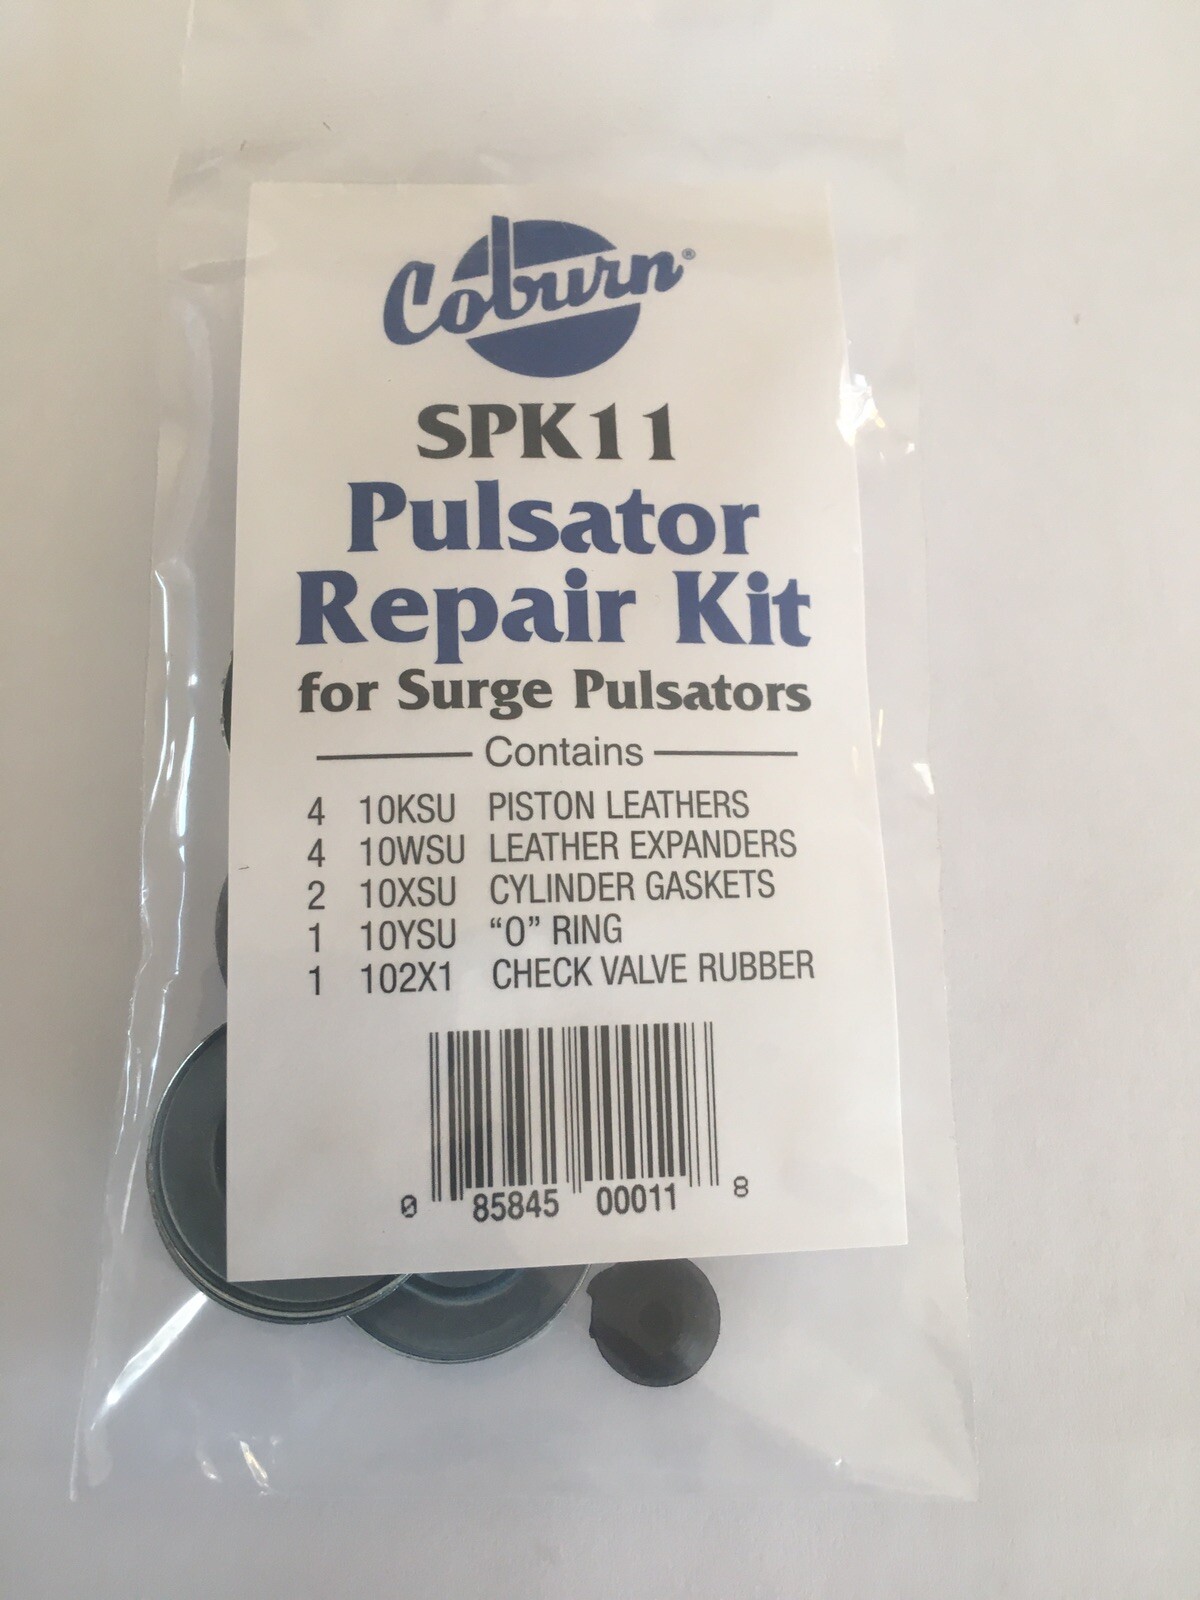 Coburn®
SPK11
Pulsator
Repair Kit
for Surge Pulsators
Contains
4 10KSU PISTON LEATHERS
4 10WSU LEATHER EXPANDERS
2 10XSU CYLINDER GASKETS
1 10YSU “O” RING
1 102X1 CHECK VALVE RUBBER
0 85845 00011 8